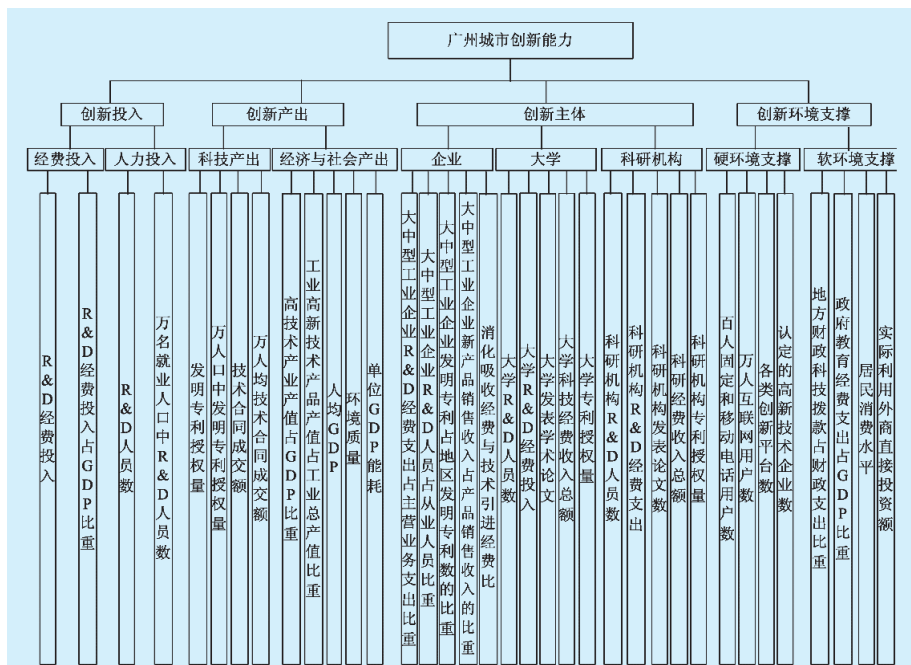 广州城市创新能力
创新投入
创新产出
创新主体
创新环境支撑
经费投入
人力投入
科技产出
经济与社会产出
企业
大学
科研机构
硬环境支撑
软环境支撑
R&D经费投入
R&D经费投入占GDP比重
R&D人员数
万名就业人口中R&D人员数
发明专利授权量
万人口中发明专利授权量
技术合同成交额
万人均技术合同成交额
高技术产业产值占GDP比重
工业高新技术产品产值占工业总产值比重
人均GDP
环境质量
单位GDP能耗
大中型工业企业R&D经费支出占主营业务支出比重
大中型工业企业R&D人员占从业人员比重
大中型工业企业发明专利占地区发明专利数的比重
大中型工业企业新产品销售收入占产品销售收入的比重
消化吸收经费与技术引进经费比
大学R&D人员数
大学R&D经费投入
大学发表学术论文
大学科技经费收入总额
大学专利授权量
科研机构R&D人员数
科研机构R&D经费支出
科研机构发表论文数
科研经费收入总额
科研机构专利授权量
百人固定和移动电话用户数
万人互联网用户数
各类创新平台数
认定的高新技术企业数
地方财政科技拨款占财政支出比重
政府教育经费支出占GDP比重
居民消费水平
实际利用外商直接投资额